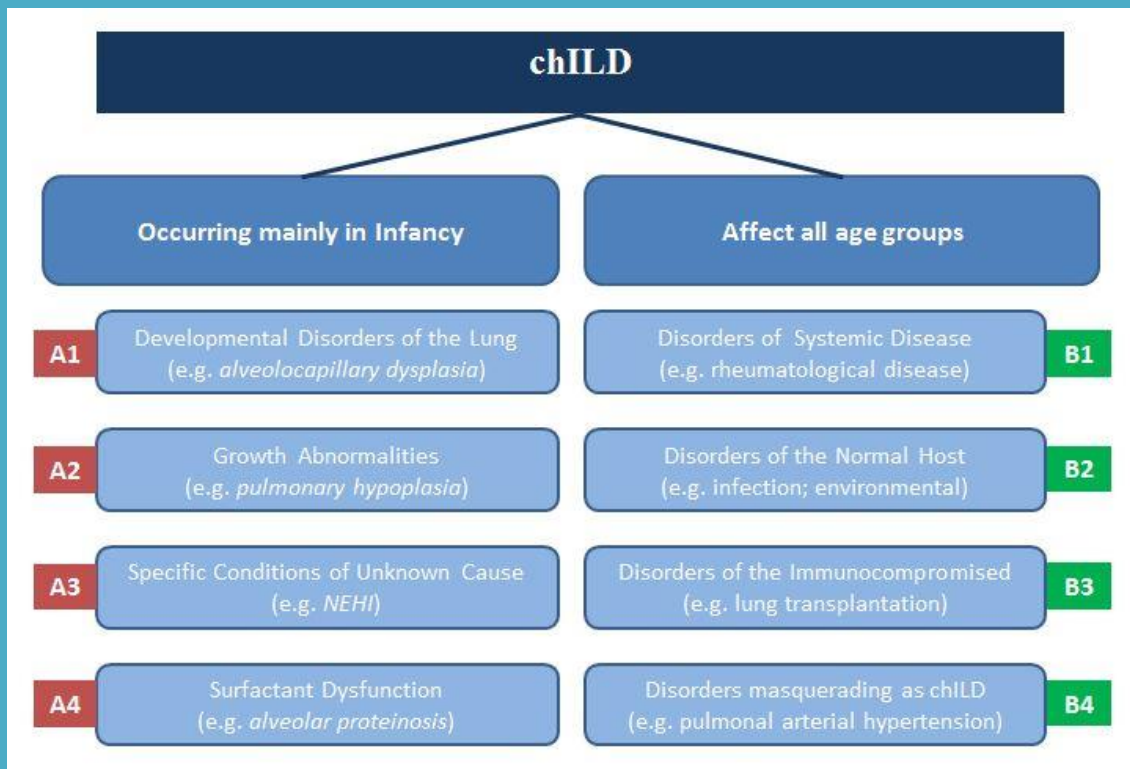 chILD
Occurring mainly in Infancy
Affect all age groups
A1
Developmental Disorders of the Lung
(e.g. alveolocapillary dysplasia)
Disorders of Systemic Disease
(e.g. rheumatological disease)
B1
A2
Growth Abnormalities
(e.g. pulmonary hypoplasia)
Disorders of the Normal Host
(e.g. infection; environmental)
B2
A3
Specific Conditions of Unknown Cause
(e.g. NEHI)
Disorders of the Immunocompromised
(e.g. lung transplantation)
B3
A4
Surfactant Dysfunction
(e.g. alveolar proteinosis)
Disorders masquerading as chILD
(e.g. pulmonal arterial hypertension)
B4